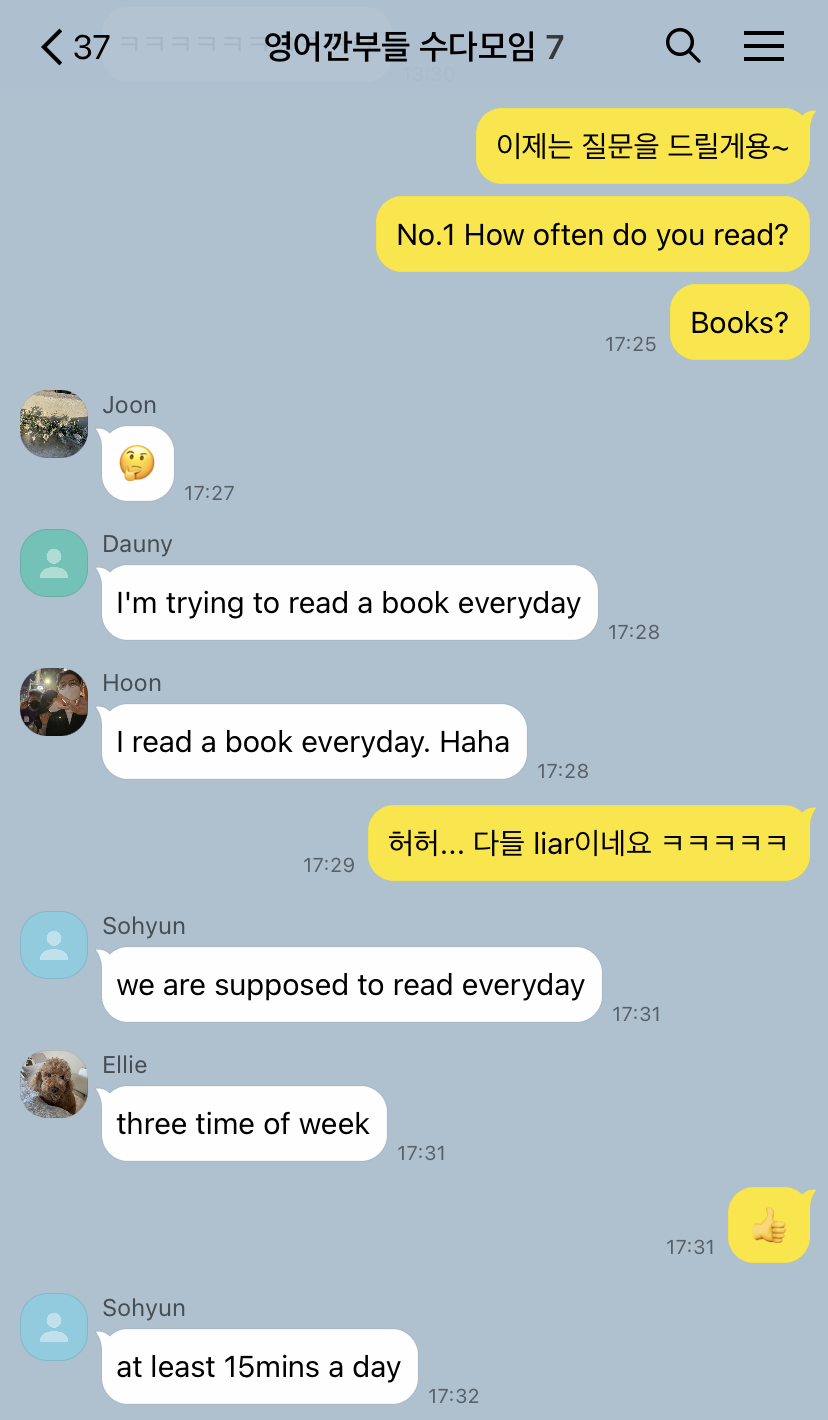 37
ㅋㅋㅋㅋㅋㅋ
영어깐부들 수다모임 7
이제는 질문을 드릴게용~
No.1 How often do you read?
Books?
17:25
Joon
🤔
17:27
Dauny
I'm trying to read a book everyday
17:28
Hoon
I read a book everyday. Haha
17:28
허허... 다들 liar이네요 ㅋㅋㅋㅋㅋ
17:29
Sohyun
we are supposed to read everyday
17:31
Ellie
three time of week
17:31
👍
17:31
Sohyun
at least 15mins a day
17:32